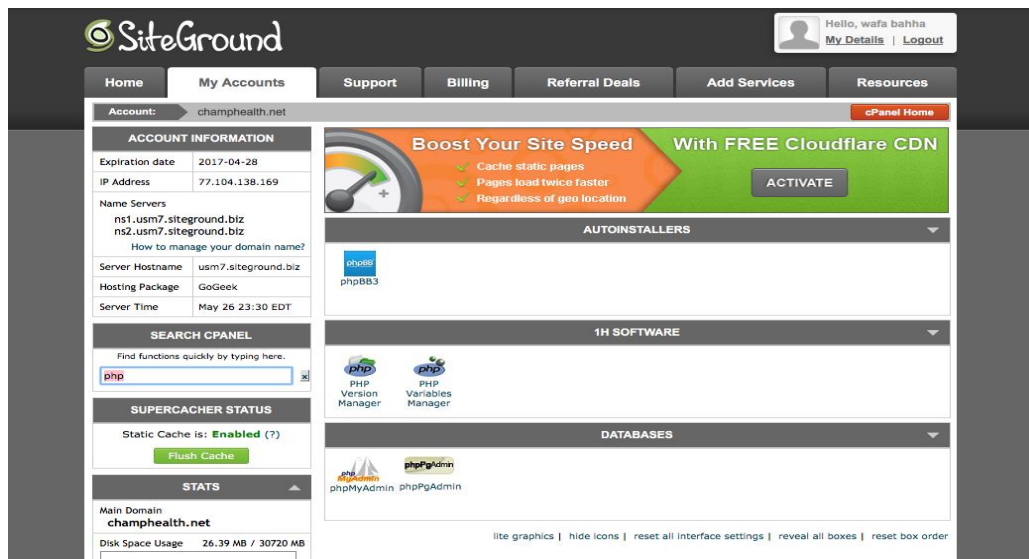 SiteGround
Hello, wafa bahha
My Details | Logout
Home My Accounts Support Billing Referral Deals Add Services Resources
Account: champhealth.net cPanel Home
ACCOUNT INFORMATION
Expiration date 2017-04-28
IP Address 77.104.138.169
Name Servers
ns1.usm7.siteground.biz
ns2.usm7.siteground.biz
How to manage your domain name?
Server Hostname usm7.siteground.biz
Hosting Package GoGeek
Server Time May 26 23:30 EDT
SEARCH CPANEL
Find functions quickly by typing here.
php x
SUPERCACHER STATUS
Static Cache is: Enabled (?)
Flush Cache
STATS
Main Domain
champhealth.net
Disk Space Usage 26.39 MB / 30720 MB
Boost Your Site Speed
Cache static pages
Pages load twice faster
Regardless of geo location
With FREE Cloudflare CDN
ACTIVATE
AUTOINSTALLERS
phpBB
phpBB3
1H SOFTWARE
php php
PHP Version Manager
PHP Variables Manager
DATABASES
php MyAdmin phpPgAdmin
phpMyAdmin phpPgAdmin
lite graphics | hide icons | reset all interface settings | reveal all boxes | reset box order